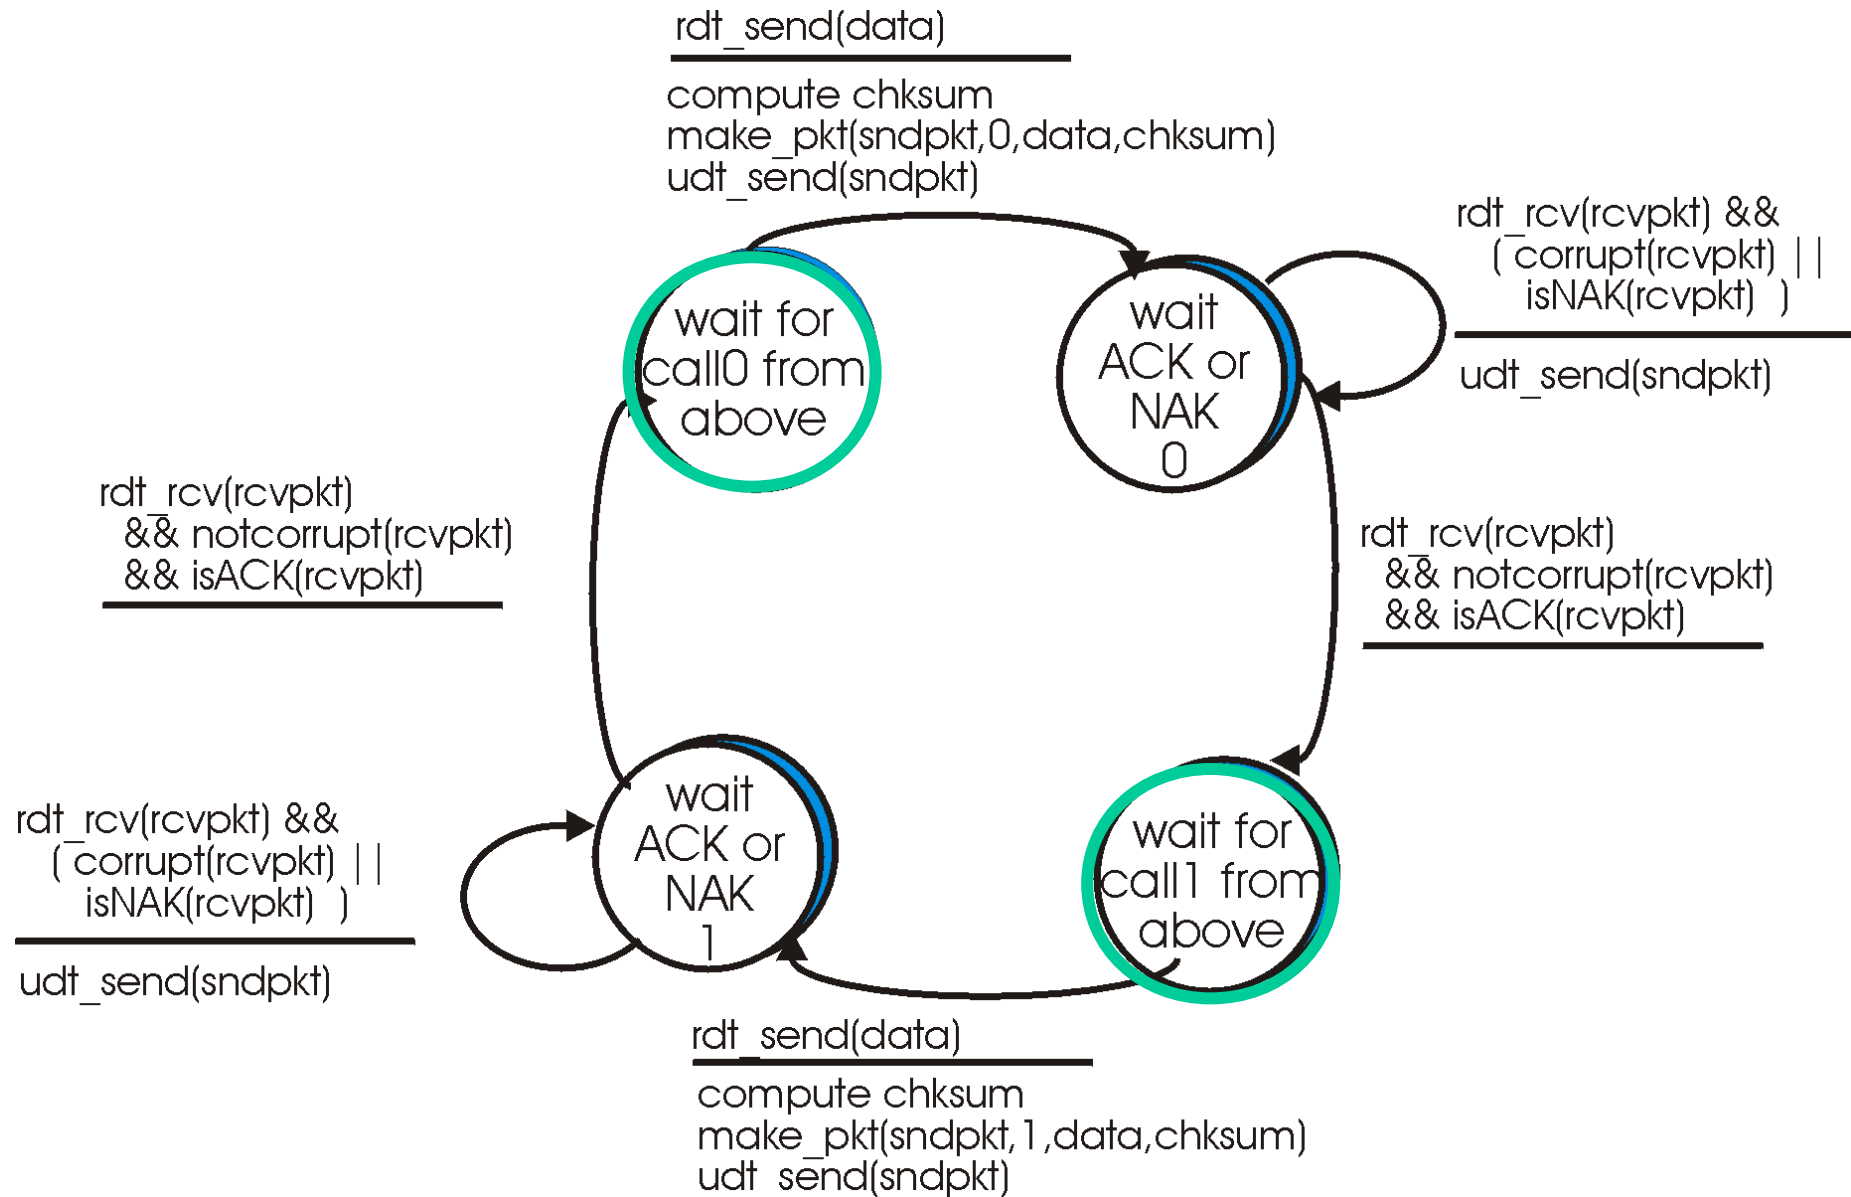 rdt_send(data)
compute chksum
make_pkt(sndpkt,0,data,chksum)
udt_send(sndpkt)
rdt_rcv(rcvpkt) &&
( corrupt(rcvpkt) ||
isNAK(rcvpkt) )
udt_send(sndpkt)
wait for
call0 from
above
wait
ACK or
NAK
0
rdt_rcv(rcvpkt)
&& notcorrupt(rcvpkt)
&& isACK(rcvpkt)
rdt_rcv(rcvpkt)
&& notcorrupt(rcvpkt)
&& isACK(rcvpkt)
rdt_rcv(rcvpkt) &&
( corrupt(rcvpkt) ||
isNAK(rcvpkt) )
udt_send(sndpkt)
wait
ACK or
NAK
1
wait for
call1 from
above
rdt_send(data)
compute chksum
make_pkt(sndpkt,1,data,chksum)
udt_send(sndpkt)